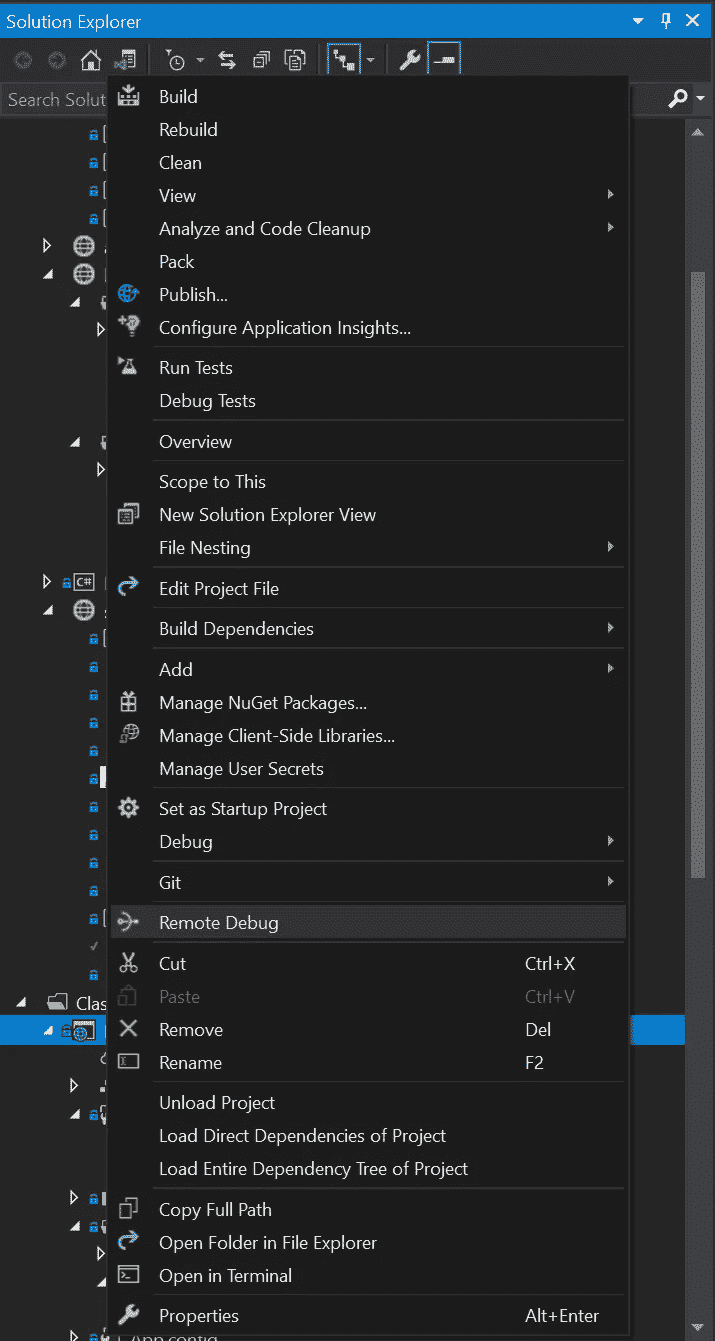 Solution Explorer
Search Solut
Build
Rebuild
Clean
View
Analyze and Code Cleanup
Pack
Publish...
Configure Application Insights...
Run Tests
Debug Tests
Overview
Scope to This
New Solution Explorer View
File Nesting
C#
Edit Project File
Build Dependencies
Add
Manage NuGet Packages...
Manage Client-Side Libraries...
Manage User Secrets
Set as Startup Project
Debug
Git
Remote Debug
Cut Ctrl+X
Paste Ctrl+V
Clas
Remove Del
Rename F2
Unload Project
Load Direct Dependencies of Project
Load Entire Dependency Tree of Project
Copy Full Path
Open Folder in File Explorer
Open in Terminal
Properties Alt+Enter
App.config